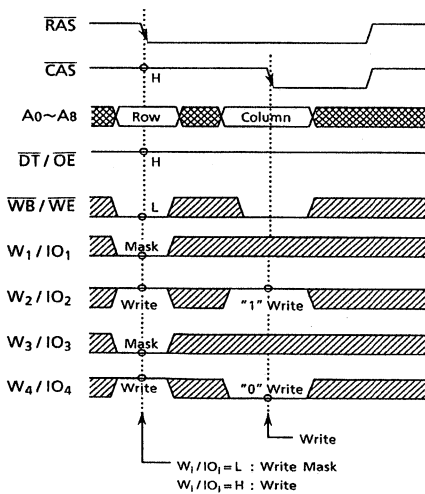 RAS
CAS
H
A0~A8
Row
Column
DT / OE
H
WB / WE
L
W1 / IO1
Mask
W2 / IO2
Write
"1" Write
W3 / IO3
Mask
W4 / IO4
Write
"0" Write
Write
Wi / IOi = L : Write Mask
Wi / IOi = H : Write